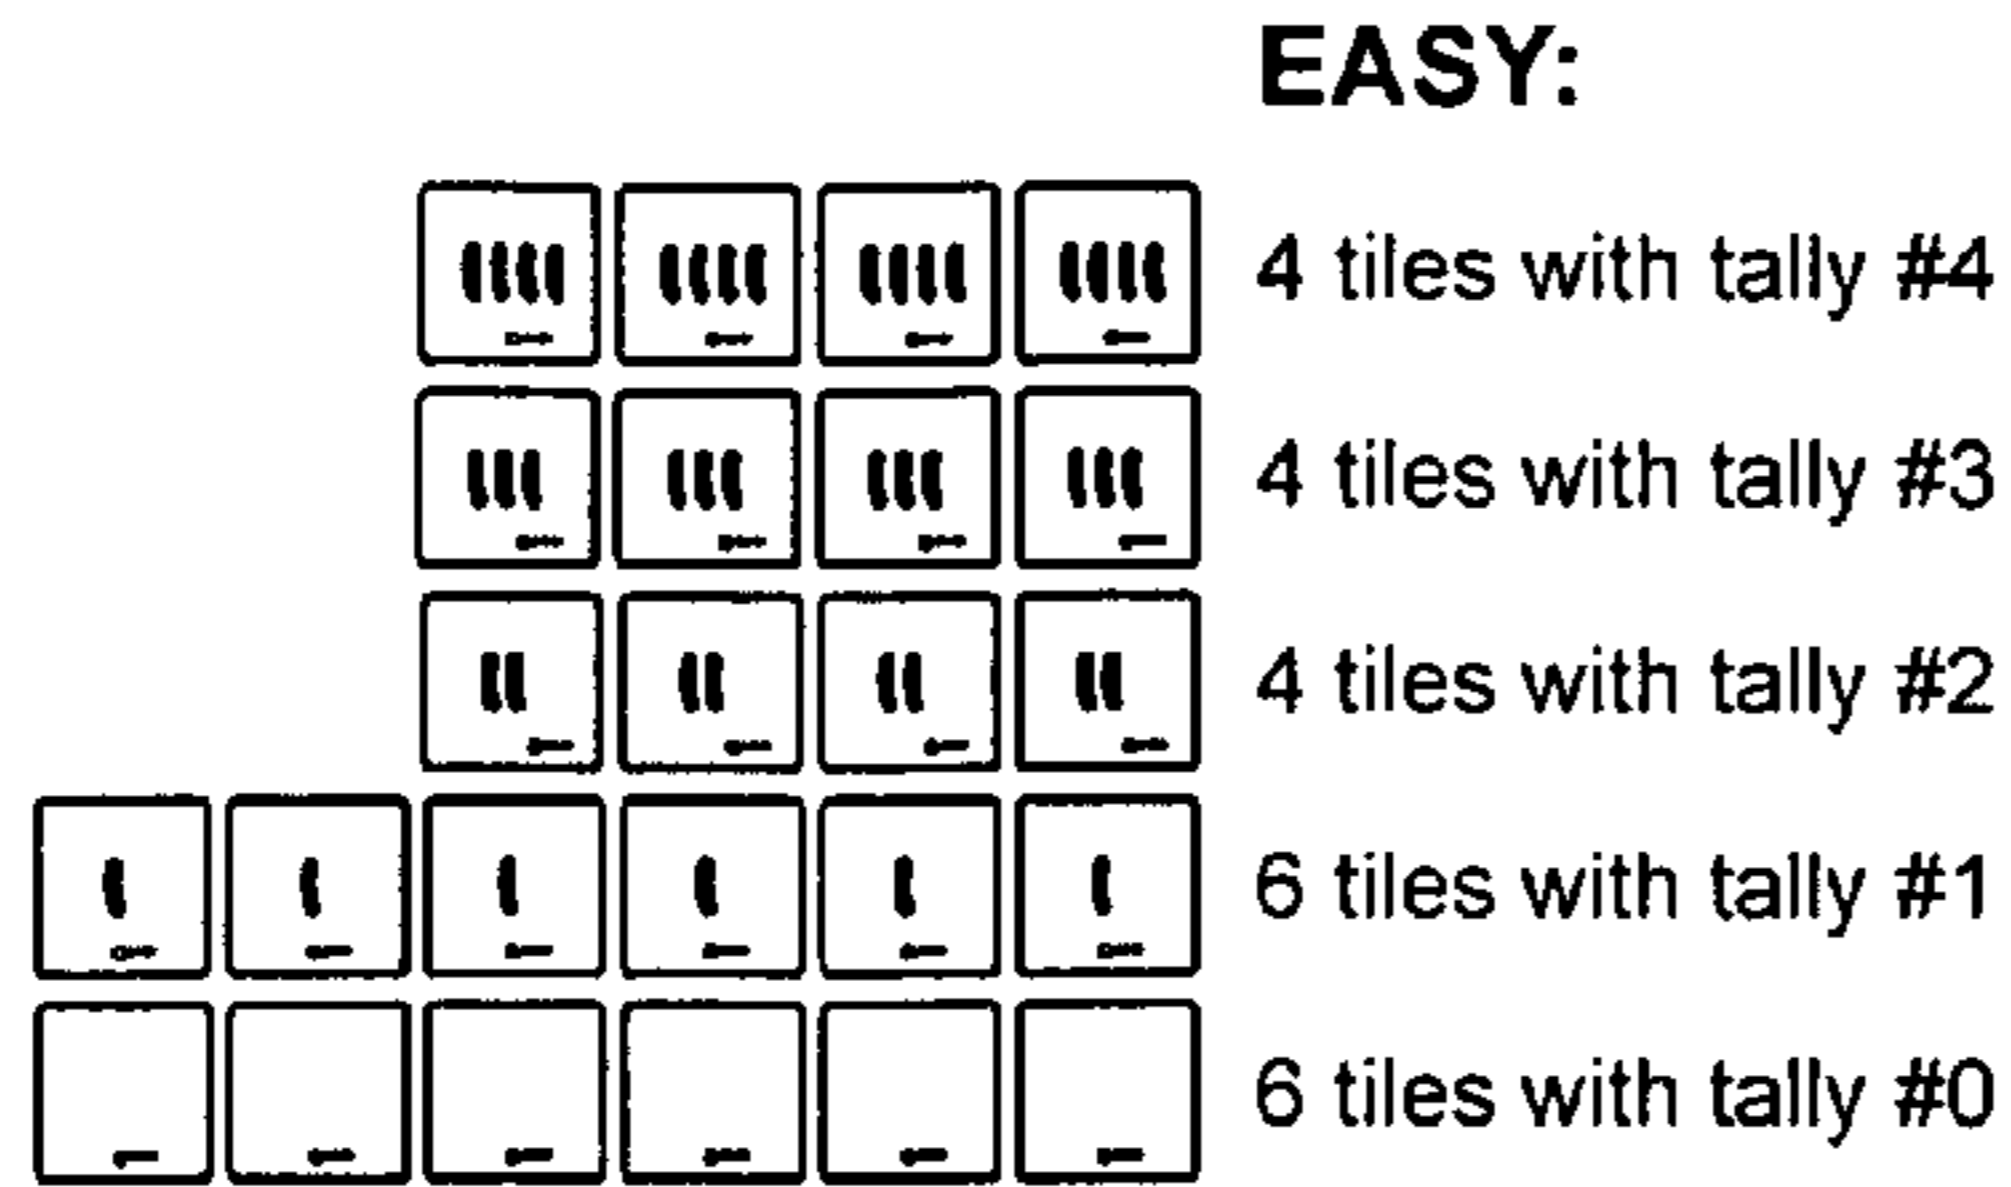 EASY:
4 tiles with tally #4
4 tiles with tally #3
4 tiles with tally #2
6 tiles with tally #1
6 tiles with tally #0